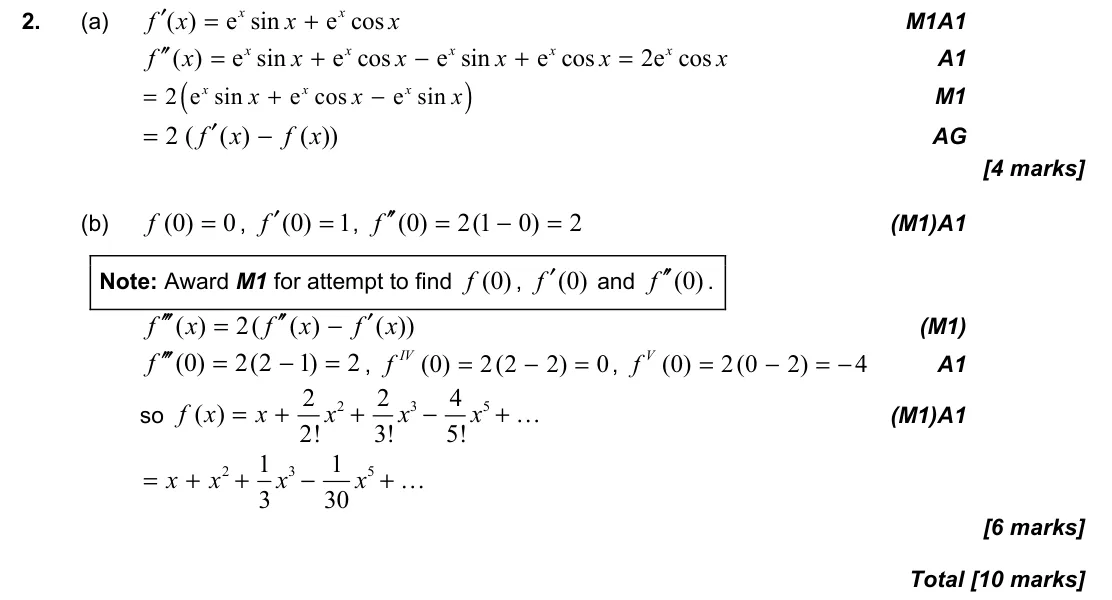 2. (a) f′(x) = eˣ sin x + eˣ cos x M1A1
f″(x) = eˣ sin x + eˣ cos x − eˣ sin x + eˣ cos x = 2eˣ cos x A1
= 2(eˣ sin x + eˣ cos x − eˣ sin x) M1
= 2 (f′(x) − f (x)) AG
[4 marks]
(b) f (0) = 0, f′(0) = 1, f″(0) = 2(1 − 0) = 2 (M1)A1
Note: Award M1 for attempt to find f (0), f′(0) and f″(0).
f‴(x) = 2(f″(x) − f′(x)) (M1)
f‴(0) = 2(2 − 1) = 2, f^IV (0) = 2(2 − 2) = 0, f^V (0) = 2(0 − 2) = −4 A1
so f (x) = x + 2/2! x² + 2/3! x³ − 4/5! x⁵ + … (M1)A1
= x + x² + 1/3 x³ − 1/30 x⁵ + …
[6 marks]
Total [10 marks]